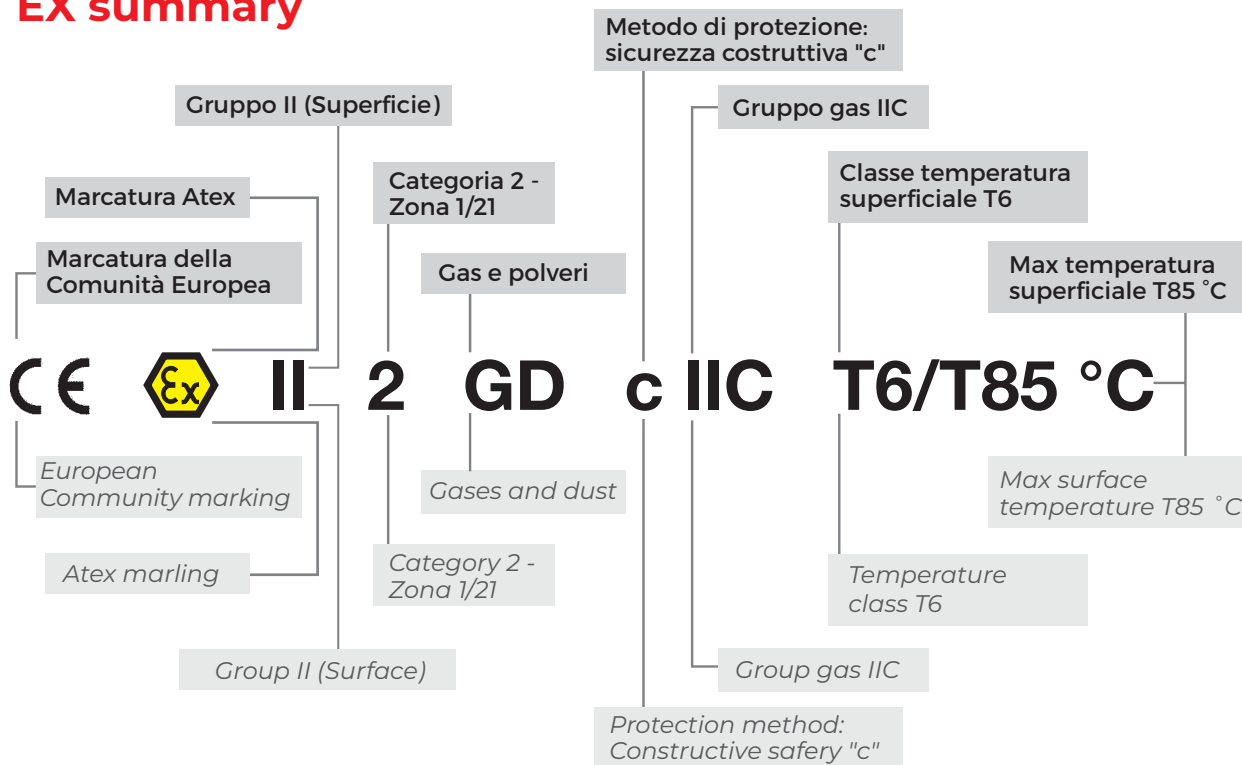 EX summary
Metodo di protezione:
sicurezza costruttiva "c"
Gruppo II (Superficie)
Gruppo gas IIC
Marcatura Atex
Categoria 2 -
Zona 1/21
Classe temperatura
superficiale T6
Marcatura della
Comunità Europea
Gas e polveri
Max temperatura
superficiale T85 °C
CE Ex II 2 GD c IIC T6/T85 °C
European
Community marking
Gases and dust
Max surface
temperature T85 °C
Atex marling
Category 2 -
Zona 1/21
Temperature
class T6
Group II (Surface)
Group gas IIC
Protection method:
Constructive safery "c"